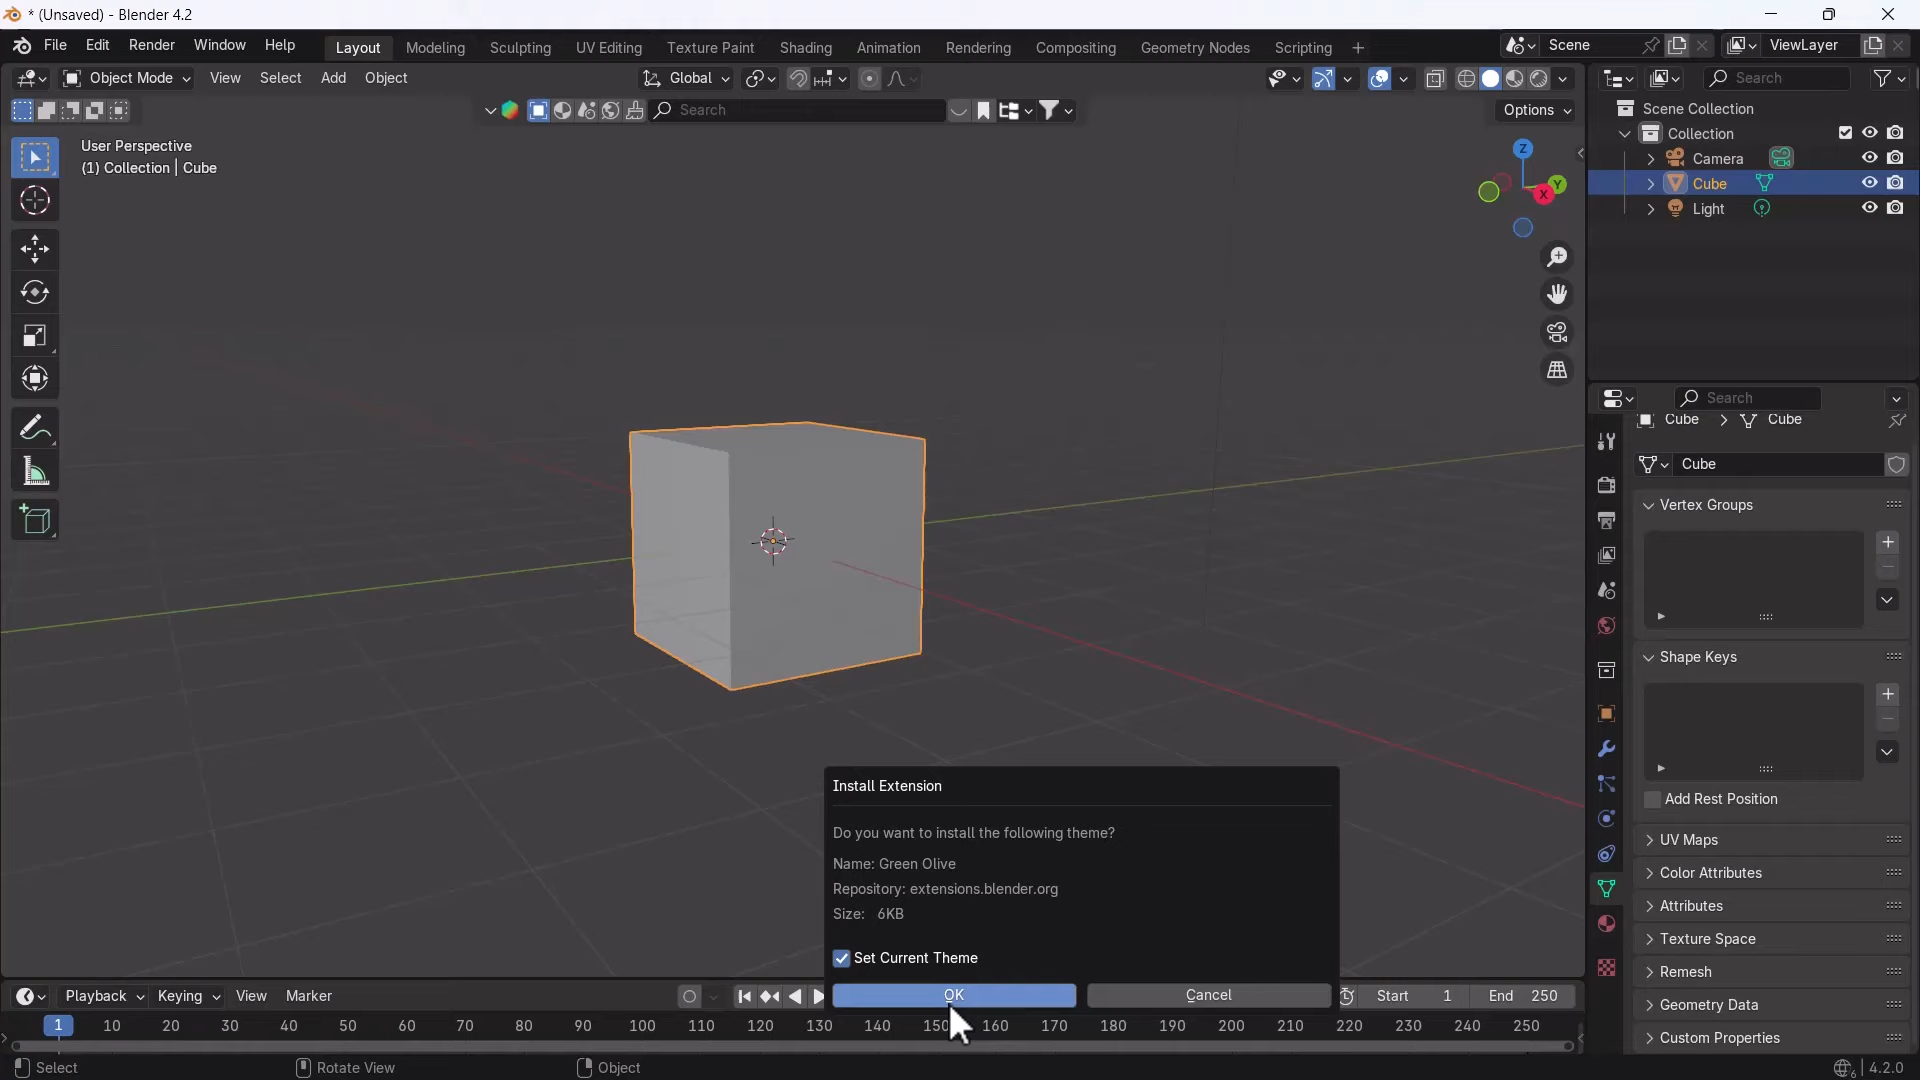 * (Unsaved) - Blender 4.2
File Edit Render Window Help Layout Modeling Sculpting UV Editing Texture Paint Shading Animation Rendering Compositing Geometry Nodes Scripting + Scene ViewLayer
Object Mode View Select Add Object Global Search
Search Options
User Perspective
(1) Collection | Cube
Z
Y
X
Scene Collection
Collection
Camera
Cube
Light
Search
Cube > Cube
Cube
Vertex Groups
Shape Keys
Add Rest Position
UV Maps
Color Attributes
Attributes
Texture Space
Remesh
Geometry Data
Custom Properties
Install Extension
Do you want to install the following theme?
Name: Green Olive
Repository: extensions.blender.org
Size: 6KB
Set Current Theme
OK Cancel
Playback Keying View Marker Start 1 End 250
1 10 20 30 40 50 60 70 80 90 100 110 120 130 140 150 160 170 180 190 200 210 220 230 240 250
Select Rotate View Object 6 4.2.0